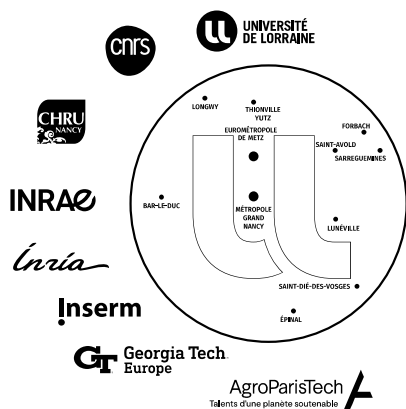 UNIVERSITÉ
DE LORRAINE
cnrs
CHRU
NANCY
INRAE
Inria
Inserm
GT Georgia Tech
Europe
AgroParisTech
Talents d'une planète soutenable
LONGWY
THIONVILLE
YUTZ
EUROMÉTROPOLE
DE METZ
FORBACH
SAINT-AVOLD
SARREGUEMINES
BAR-LE-DUC
MÉTROPOLE
GRAND
NANCY
LUNÉVILLE
SAINT-DIÉ-DES-VOSGES
ÉPINAL